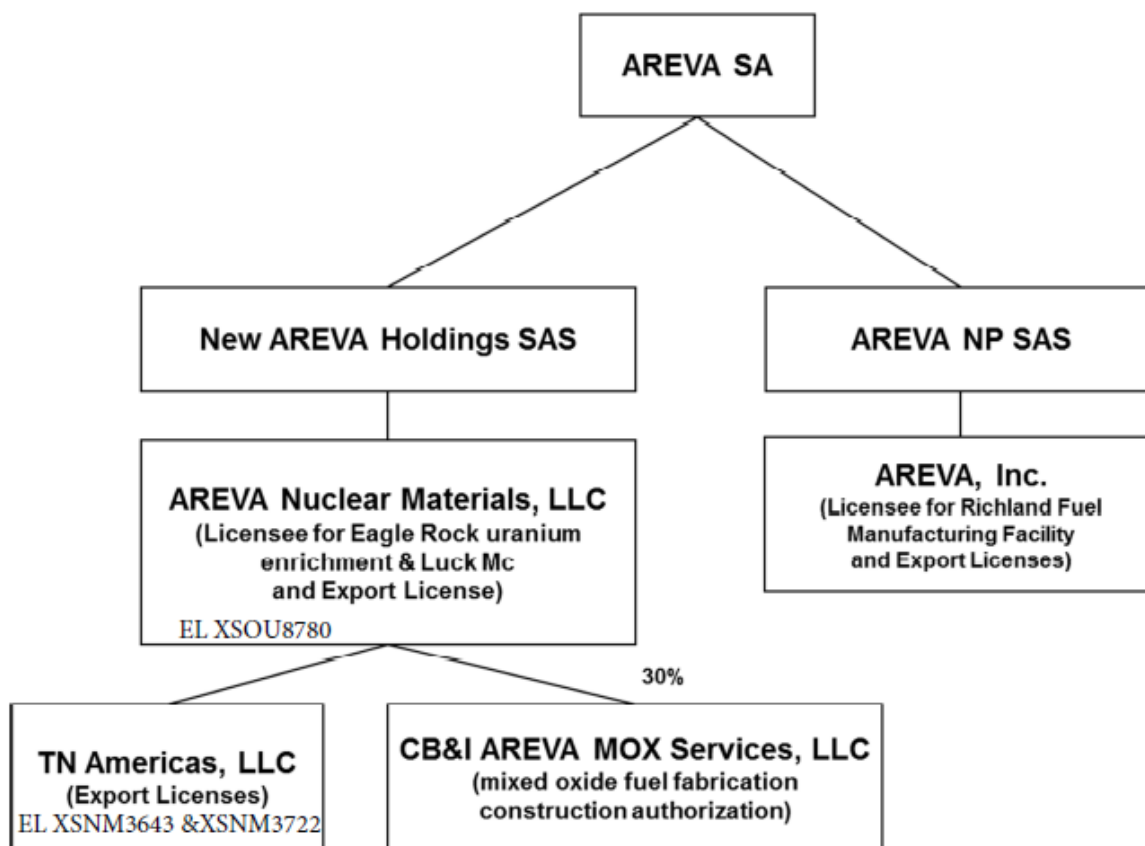 AREVA SA
New AREVA Holdings SAS
AREVA NP SAS
AREVA Nuclear Materials, LLC
(Licensee for Eagle Rock uranium
enrichment & Luck Mc
and Export License)
EL XSOU8780
AREVA, Inc.
(Licensee for Richland Fuel
Manufacturing Facility
and Export Licenses)
30%
TN Americas, LLC
(Export Licenses)
EL XSNM3643 &XSNM3722
CB&I AREVA MOX Services, LLC
(mixed oxide fuel fabrication
construction authorization)